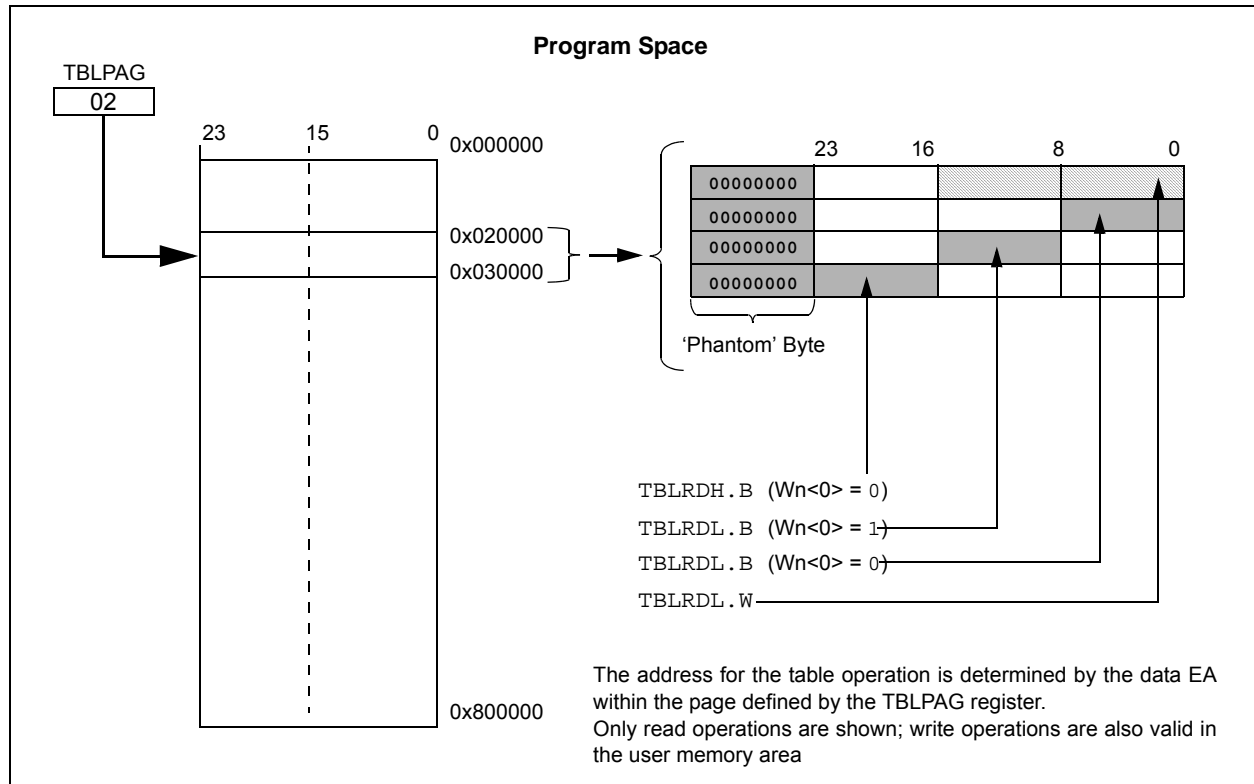 Program Space
TBLPAG
02
23 15 0
0x000000
0x020000
0x030000
0x800000
23 16 8 0
00000000
00000000
00000000
00000000
‘Phantom’ Byte
TBLRDH.B (Wn<0> = 0)
TBLRDL.B (Wn<0> = 1)
TBLRDL.B (Wn<0> = 0)
TBLRDL.W
The address for the table operation is determined by the data EA
within the page defined by the TBLPAG register.
Only read operations are shown; write operations are also valid in
the user memory area